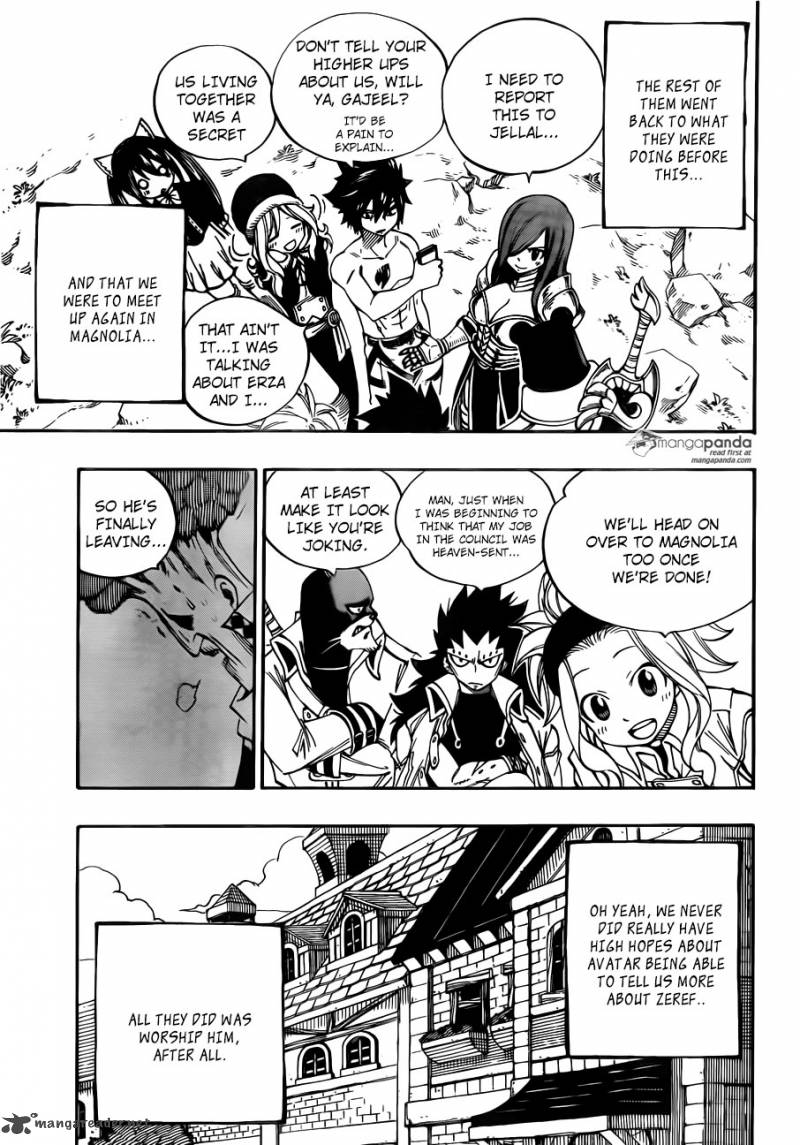 THE REST OF
THEM WENT
BACK TO WHAT
THEY WERE
DOING BEFORE
THIS...
I NEED TO
REPORT
THIS TO
JELLAL...
DON'T TELL YOUR
HIGHER UPS
ABOUT US, WILL
YA, GAJEEL?
IT'D BE
A PAIN TO
EXPLAIN...
US LIVING
TOGETHER
WAS A
SECRET
THAT AIN'T
IT...I WAS
TALKING
ABOUT ERZA
AND I...
AND THAT WE
WERE TO MEET
UP AGAIN IN
MAGNOLIA...
mangapanda
read first at
mangapanda.com
WE'LL HEAD ON
OVER TO MAGNOLIA
TOO ONCE
WE'RE DONE!
MAN, JUST WHEN
I WAS BEGINNING
TO THINK THAT MY JOB
IN THE COUNCIL WAS
HEAVEN-SENT...
AT LEAST
MAKE IT LOOK
LIKE YOU'RE
JOKING.
SO HE'S
FINALLY
LEAVING...
OH YEAH, WE NEVER
DID REALLY HAVE
HIGH HOPES ABOUT
AVATAR BEING ABLE
TO TELL US MORE
ABOUT ZEREF..
ALL THEY DID WAS
WORSHIP HIM,
AFTER ALL.
mangareader.net